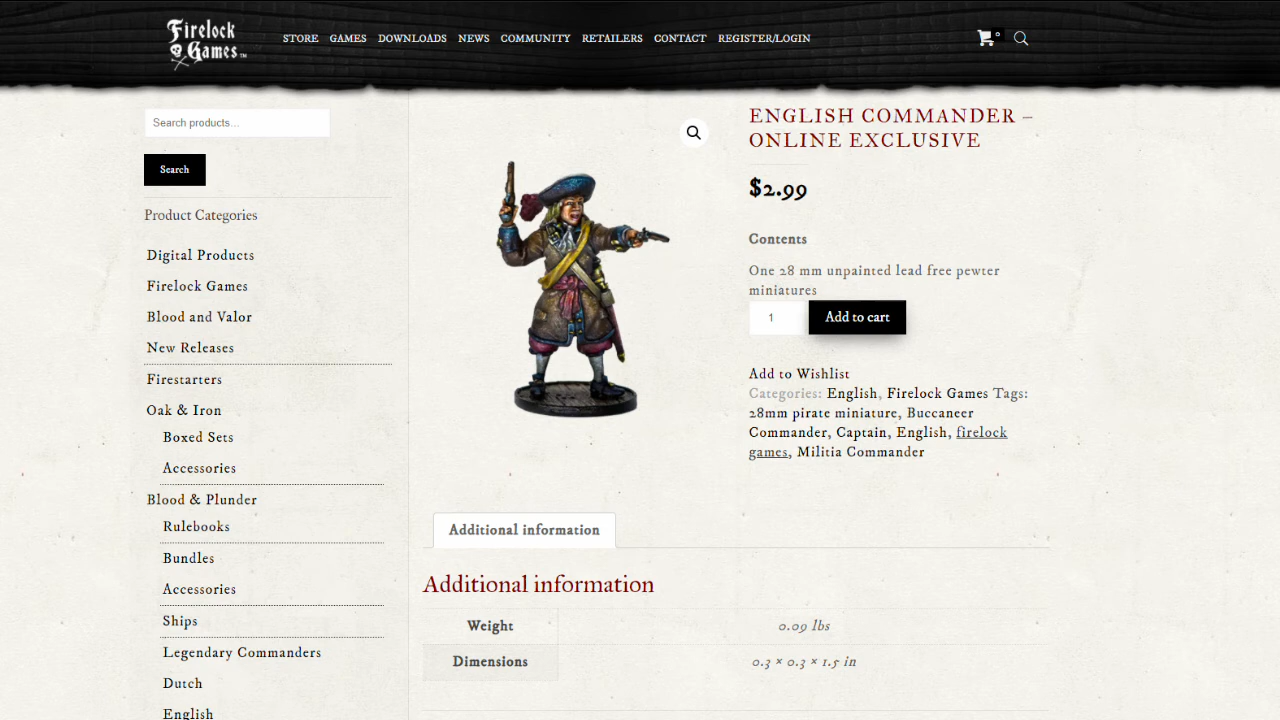 Firelock
Games™
STORE GAMES DOWNLOADS NEWS COMMUNITY RETAILERS CONTACT REGISTER/LOGIN
0
Search products...
Search
Product Categories
Digital Products
Firelock Games
Blood and Valor
New Releases
Firestarters
Oak & Iron
Boxed Sets
Accessories
Blood & Plunder
Rulebooks
Bundles
Accessories
Ships
Legendary Commanders
Dutch
English
ENGLISH COMMANDER –
ONLINE EXCLUSIVE
$2.99
Contents
One 28 mm unpainted lead free pewter
miniatures
1 Add to cart
Add to Wishlist
Categories: English, Firelock Games Tags:
28mm pirate miniature, Buccaneer
Commander, Captain, English, firelock
games, Militia Commander
Additional information
Additional information
Weight 0.09 lbs
Dimensions 0.3 × 0.3 × 1.5 in